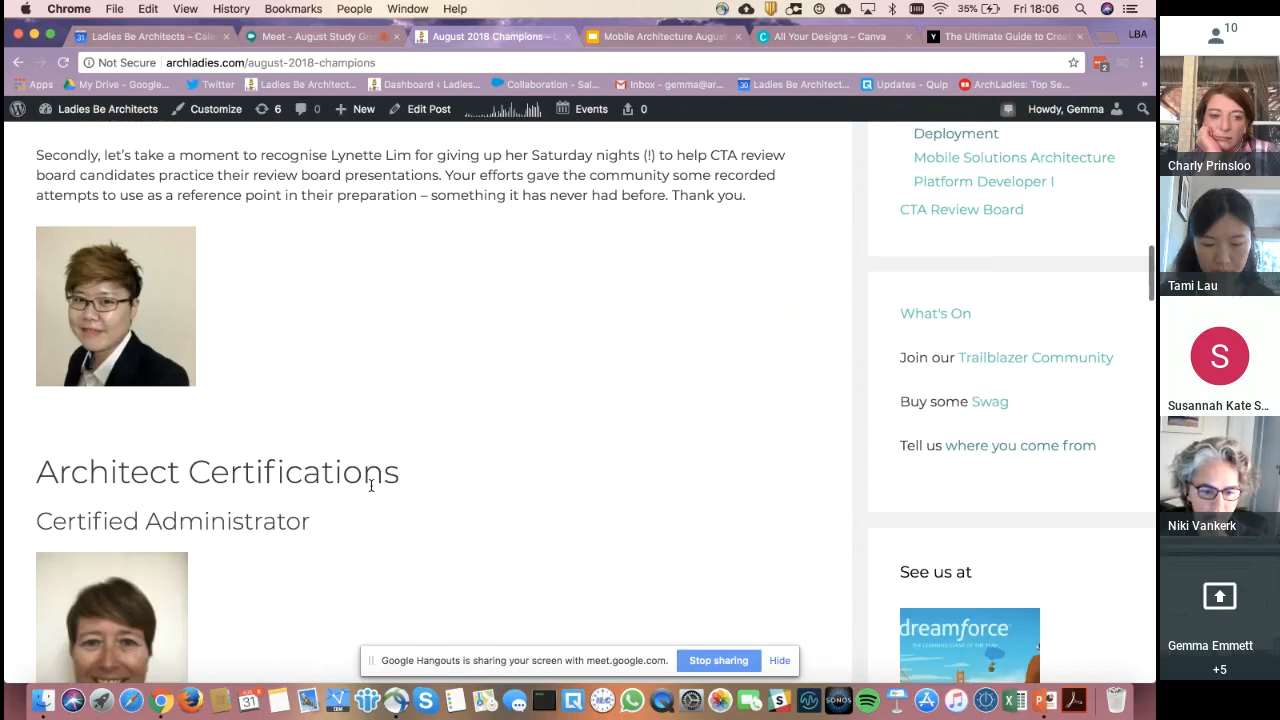 Chrome File Edit View History Bookmarks People Window Help
35% Fri 18:06
Ladies Be Architects – Cal
Meet - August Study Gr
August 2018 Champions –
Mobile Architecture August
All Your Designs – Canva
The Ultimate Guide to Creati
LBA
Not Secure archladies.com/august-2018-champions
Apps
My Drive - Google...
Twitter
Ladies Be Architect...
Dashboard ‹ Ladies...
Collaboration - Sal...
Inbox - gemma@ar...
Ladies Be Architect...
Updates - Quip
ArchLadies: Top Se...
Ladies Be Architects
Customize
6
0
New
Edit Post
Events
0
Howdy, Gemma
Secondly, let's take a moment to recognise Lynette Lim for giving up her Saturday nights (!) to help CTA review
board candidates practice their review board presentations. Your efforts gave the community some recorded
attempts to use as a reference point in their preparation – something it has never had before. Thank you.
Architect Certifications
Certified Administrator
Deployment
Mobile Solutions Architecture
Platform Developer I
CTA Review Board
What's On
Join our Trailblazer Community
Buy some Swag
Tell us where you come from
See us at
dreamforce
Google Hangouts is sharing your screen with meet.google.com.
Stop sharing
Hide
10
Charly Prinsloo
Tami Lau
S
Susannah Kate S...
Niki Vankerk
Gemma Emmett
+5
SONOS